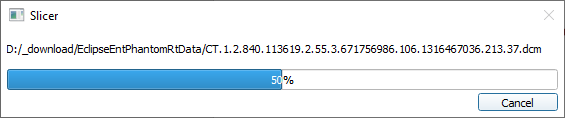 Slicer
D:/_download/EclipseEntPhantomRtData/CT.1.2.840.113619.2.55.3.671756986.106.1316467036.213.37.dcm
50%
Cancel